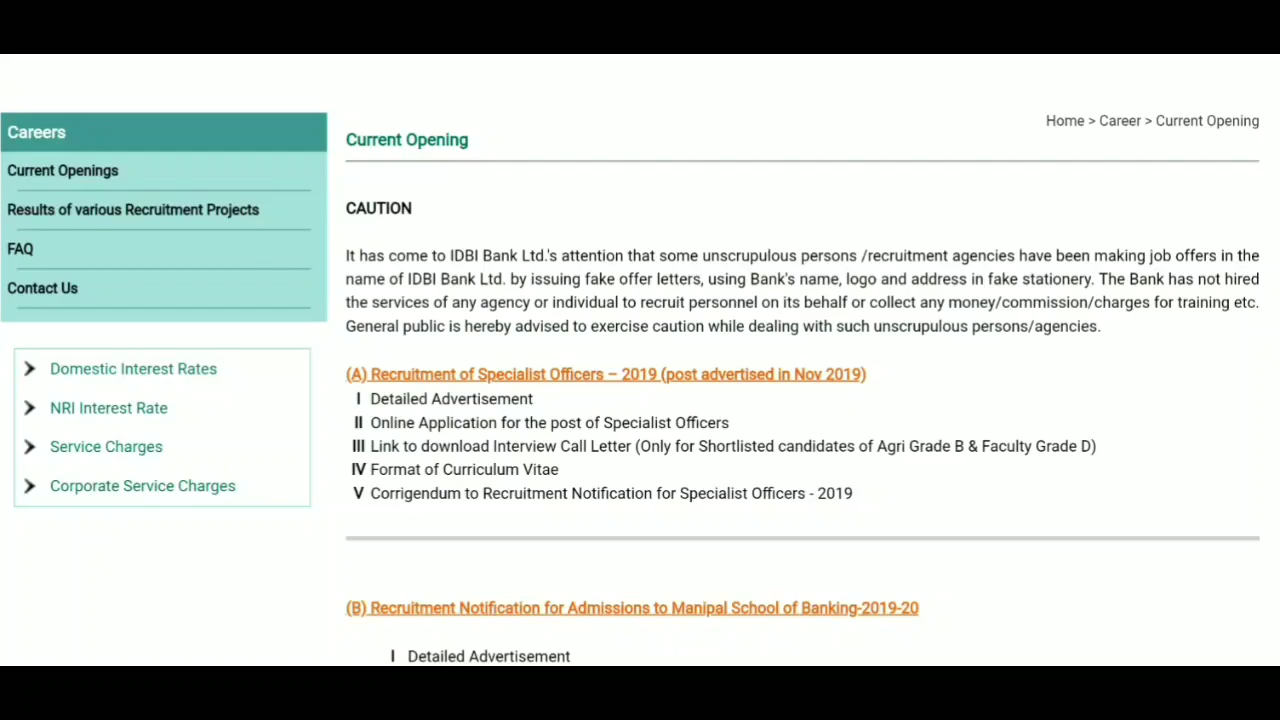 Home > Career > Current Opening
Careers
Current Openings
Results of various Recruitment Projects
FAQ
Contact Us
Domestic Interest Rates
NRI Interest Rate
Service Charges
Corporate Service Charges
Current Opening
CAUTION
It has come to IDBI Bank Ltd.'s attention that some unscrupulous persons /recruitment agencies have been making job offers in the
name of IDBI Bank Ltd. by issuing fake offer letters, using Bank's name, logo and address in fake stationery. The Bank has not hired
the services of any agency or individual to recruit personnel on its behalf or collect any money/commission/charges for training etc.
General public is hereby advised to exercise caution while dealing with such unscrupulous persons/agencies.
(A) Recruitment of Specialist Officers – 2019 (post advertised in Nov 2019)
I Detailed Advertisement
II Online Application for the post of Specialist Officers
III Link to download Interview Call Letter (Only for Shortlisted candidates of Agri Grade B & Faculty Grade D)
IV Format of Curriculum Vitae
V Corrigendum to Recruitment Notification for Specialist Officers - 2019
(B) Recruitment Notification for Admissions to Manipal School of Banking-2019-20
I Detailed Advertisement